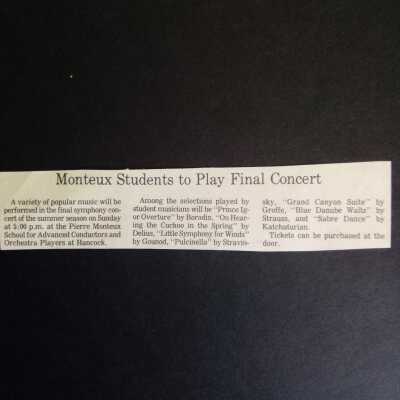 Monteux Students to Play Final Concert
A variety of popular music will be
performed in the final symphony con-
cert of the summer season on Sunday
at 5:00 p.m. at the Pierre Monteux
School for Advanced Conductors and
Orchestra Players at Hancock.
Among the selections played by
student musicians will be "Prince Ig-
or Overture" by Borodin, "On Hear-
ing the Cuckoo in the Spring" by
Delius, "Little Symphony for Winds"
by Gounod, "Pulcinella" by Stravin-
sky, "Grand Canyon Suite" by
Groffe, "Blue Danube Waltz" by
Strauss, and "Sabre Dance" by
Katchaturian.
Tickets can be purchased at the
door.